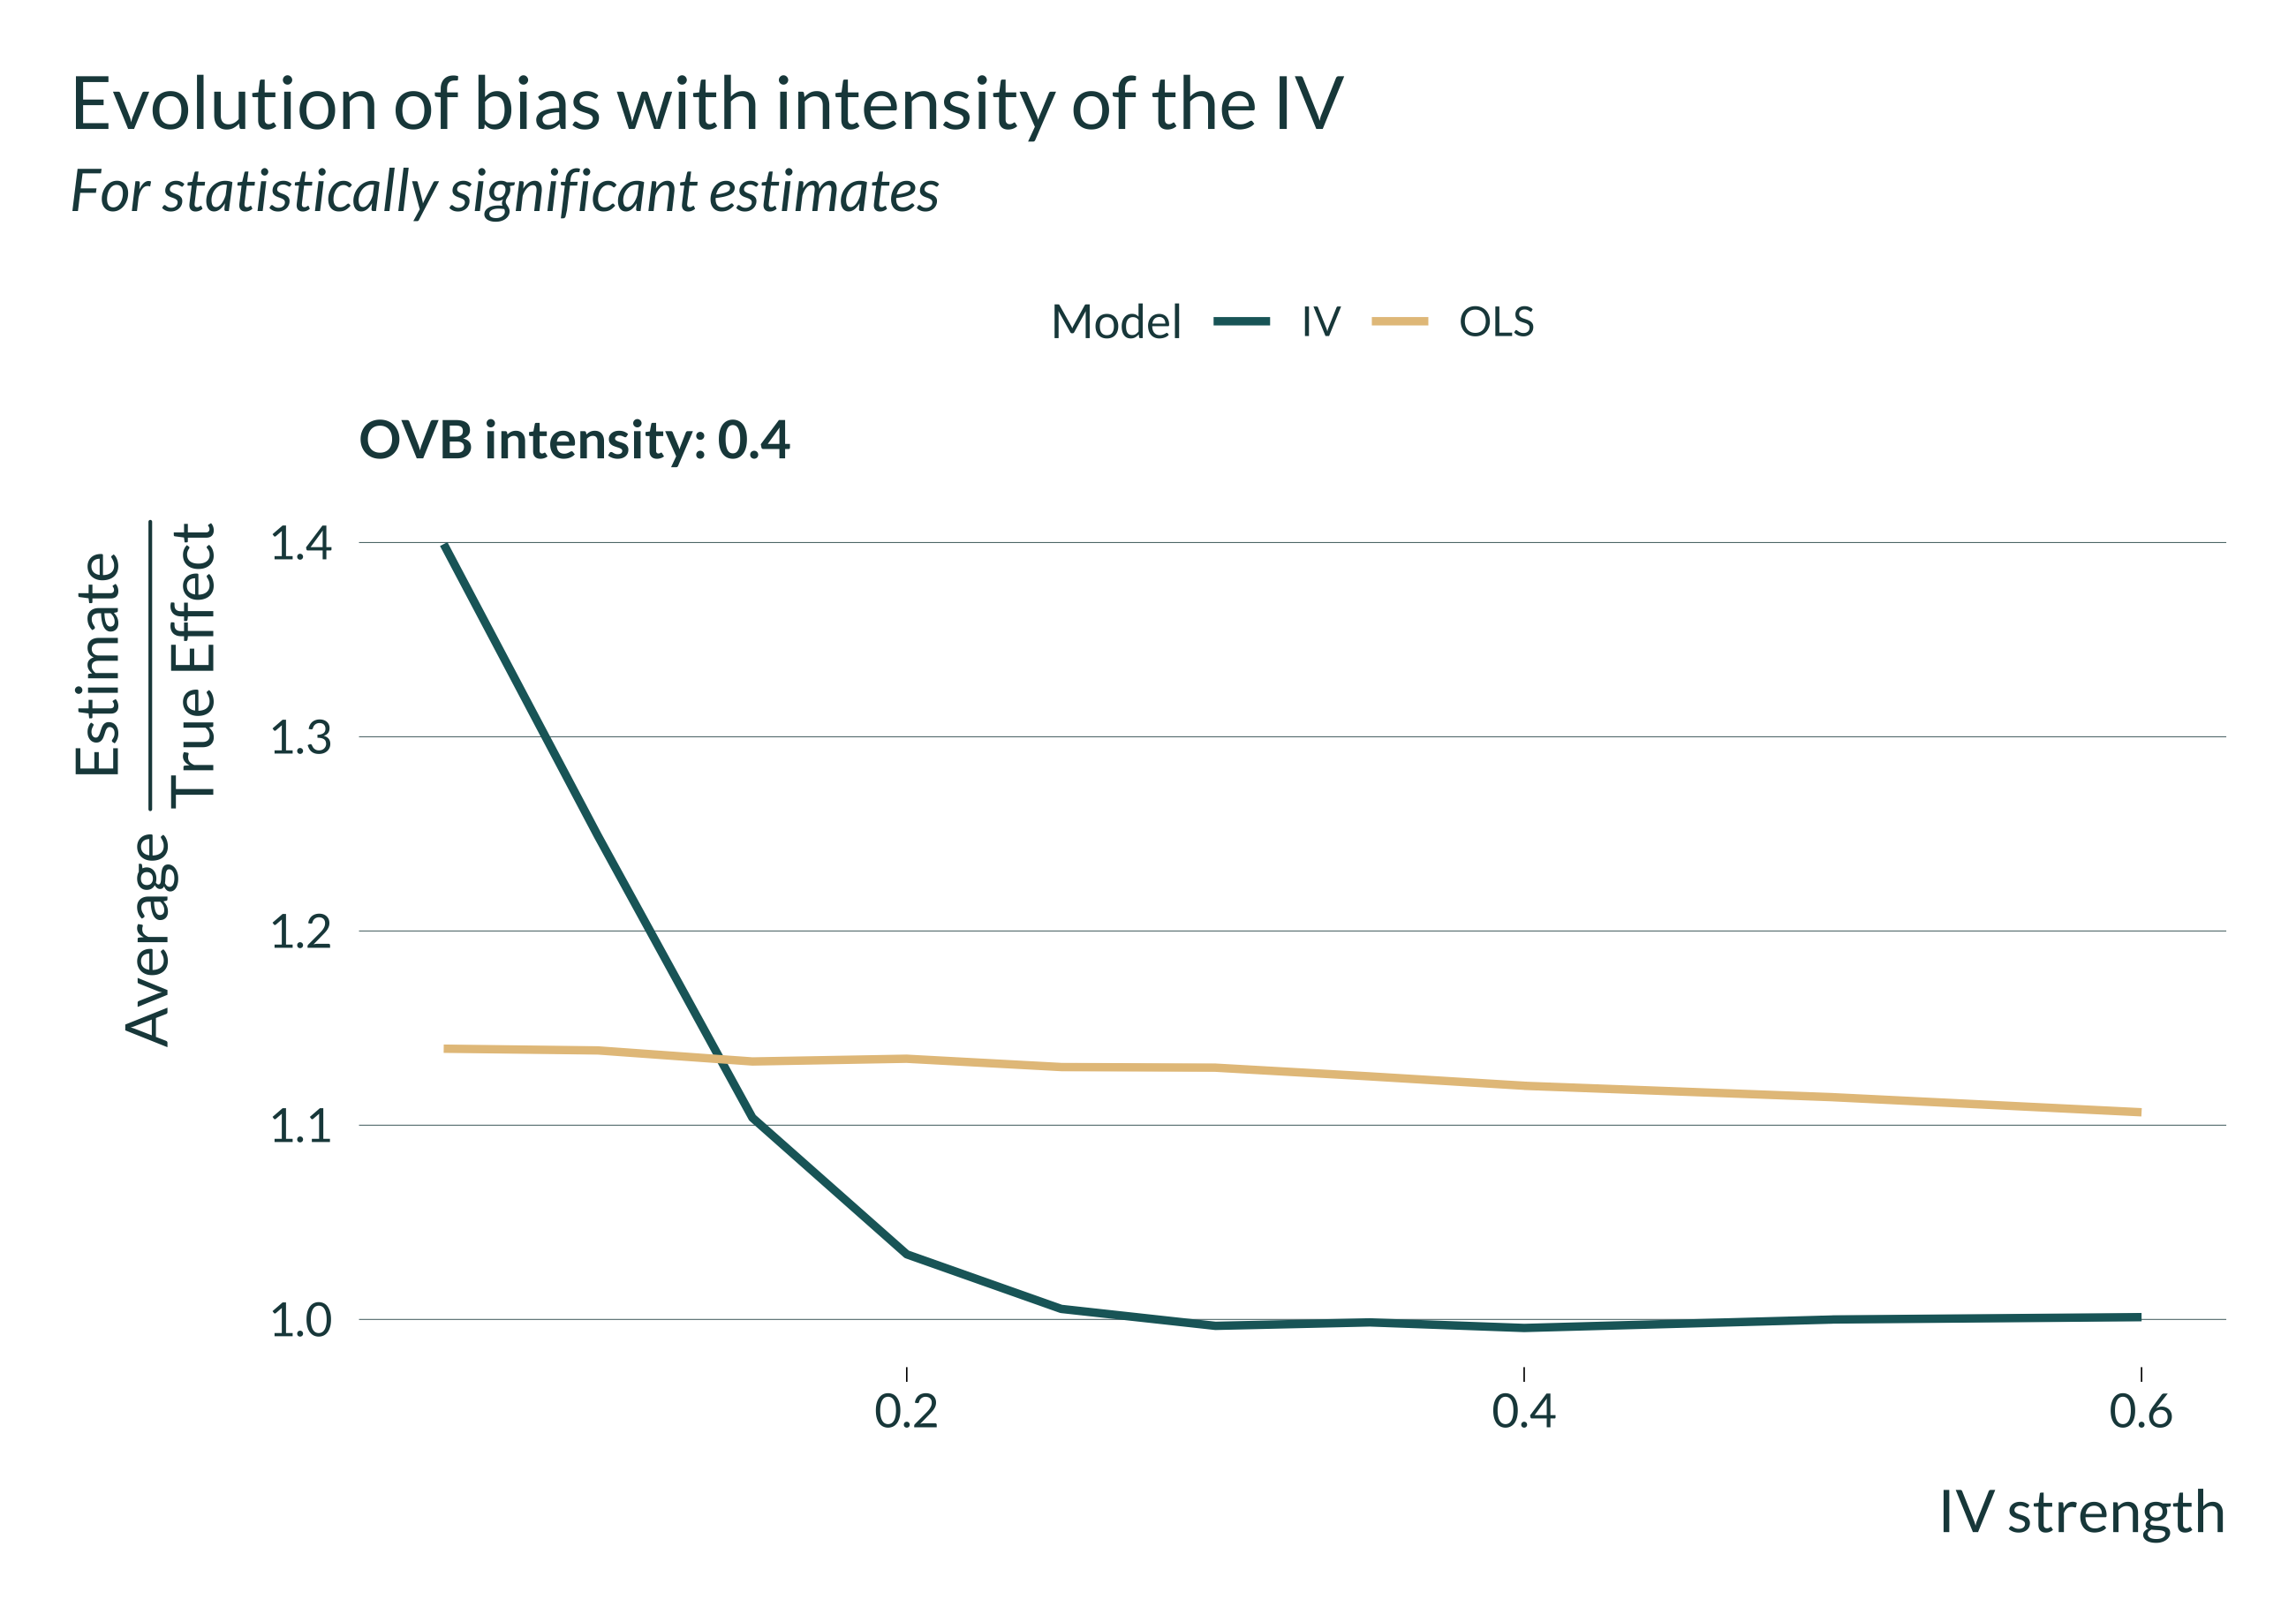 Evolution of bias with intensity of the IV
For statistically significant estimates
Model IV OLS
OVB intensity: 0.4
Average Estimate
True Effect
1.4
1.3
1.2
1.1
1.0
0.2 0.4 0.6
IV strength